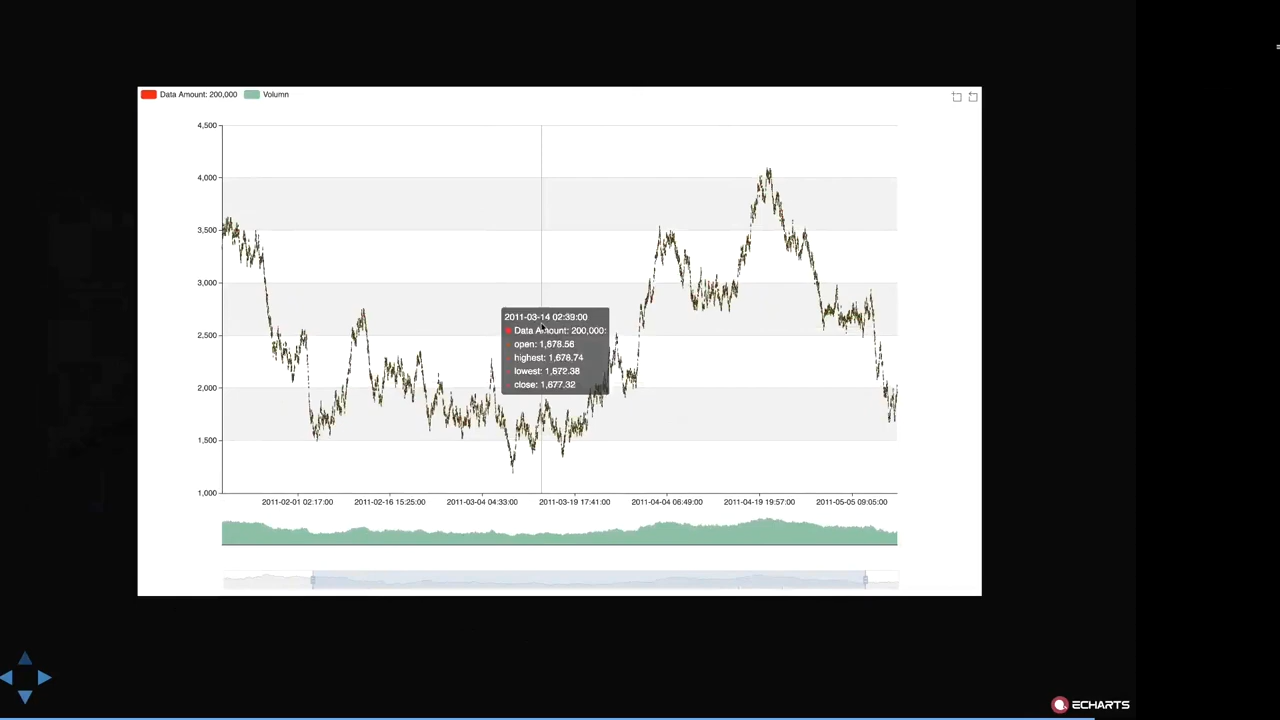 Data Amount: 200,000 Volumn
4,500
4,000
3,500
3,000
2,500
2,000
1,500
1,000
2011-03-14 02:39:00
Data Amount: 200,000:
open: 1,678.56
highest: 1,678.74
lowest: 1,672.38
close: 1,677.32
2011-02-01 02:17:00 2011-02-16 15:25:00 2011-03-04 04:33:00 2011-03-19 17:41:00 2011-04-04 06:49:00 2011-04-19 19:57:00 2011-05-05 09:05:00
ECHARTS